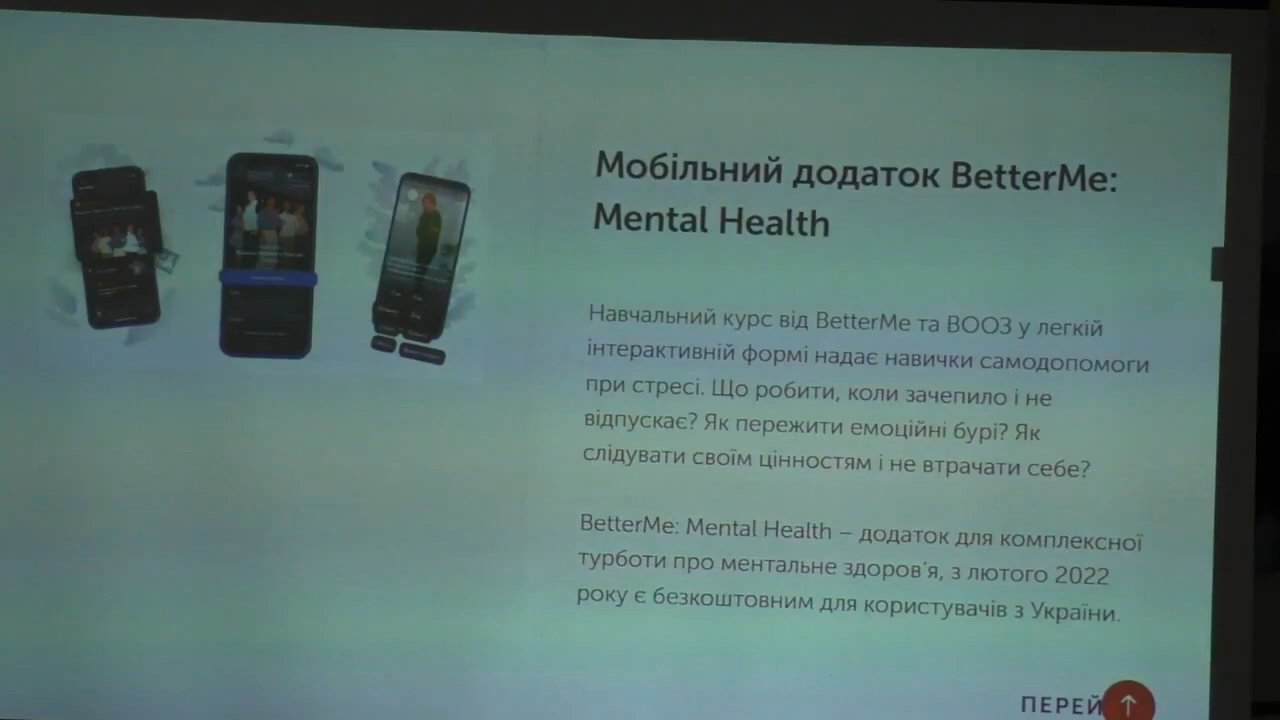 Мобільний додаток BetterMe:
Mental Health
Навчальний курс від BetterMe та ВООЗ у легкій
інтерактивній формі надає навички самодопомоги
при стресі. Що робити, коли зачепило і не
відпускає? Як пережити емоційні бурі? Як
слідувати своїм цінностям і не втрачати себе?
BetterMe: Mental Health – додаток для комплексної
турботи про ментальне здоров'я, з лютого 2022
року є безкоштовним для користувачів з України.
ПЕРЕЙ